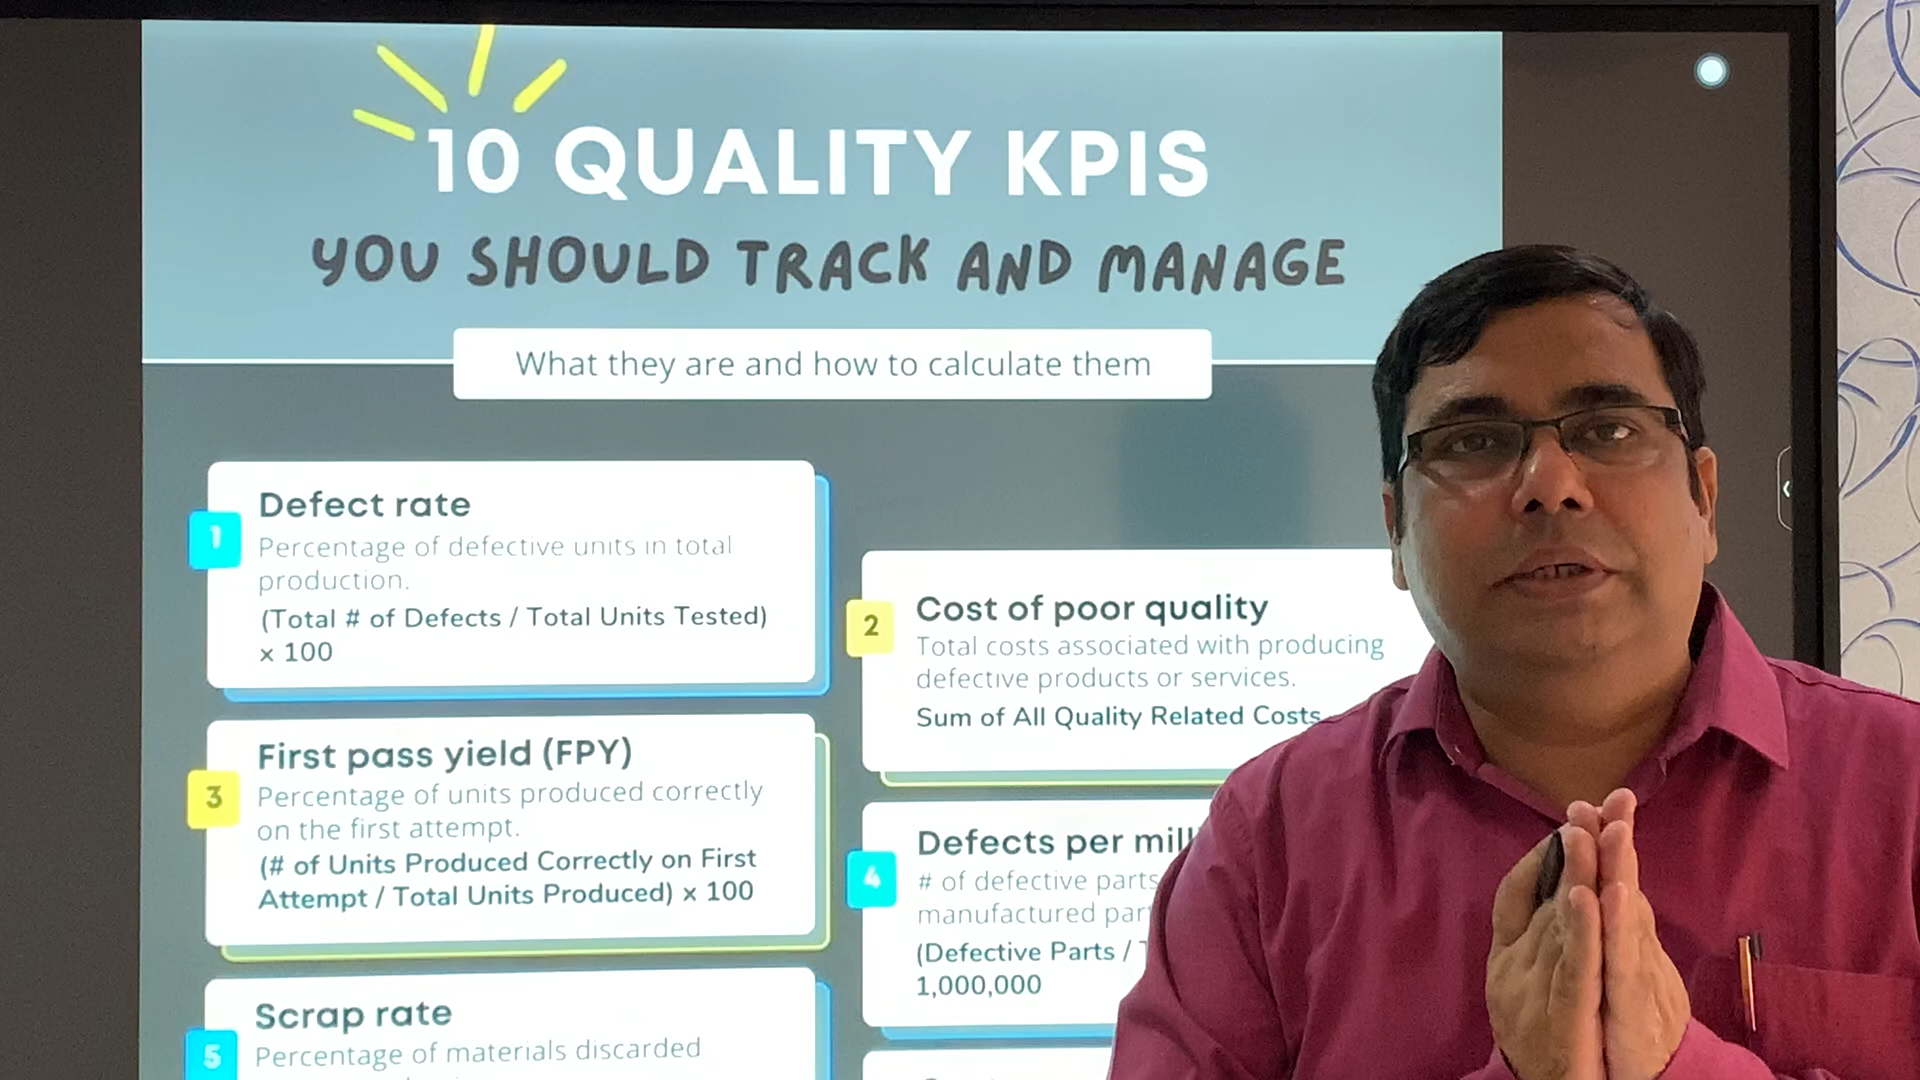 10 QUALITY KPIS
YOU SHOULD TRACK AND MANAGE
What they are and how to calculate them
1
Defect rate
Percentage of defective units in total
production.
(Total # of Defects / Total Units Tested)
x 100
2
Cost of poor quality
Total costs associated with producing
defective products or services.
Sum of All Quality Related Costs
3
First pass yield (FPY)
Percentage of units produced correctly
on the first attempt.
(# of Units Produced Correctly on First
Attempt / Total Units Produced) x 100
4
Defects per
# of defective parts
manufactured
(Defective Parts /
1,000,000
5
Scrap rate
Percentage of materials discarded